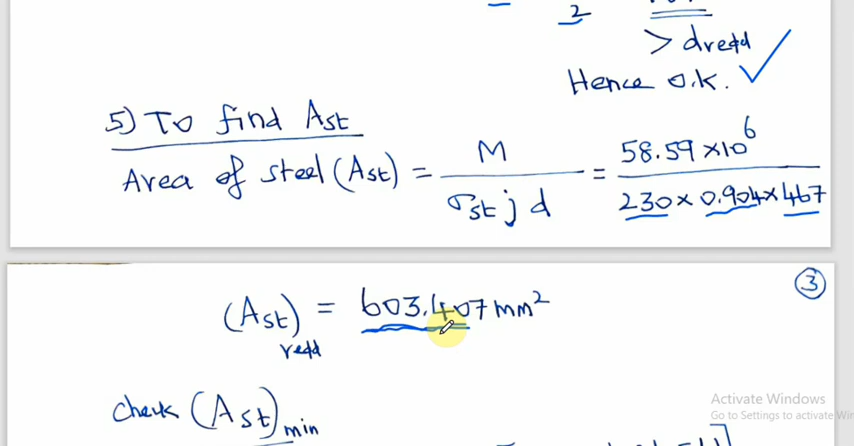 2
> dreqd
Hence o.k. ✓
5) To find Ast
Area of steel (Ast) = M / σst j d = 58.59 × 10^6 / 230 × 0.904 × 467
3
(Ast) reqd = 603.407 mm²
check (Ast)min
Activate Windows
Go to Settings to activate Win